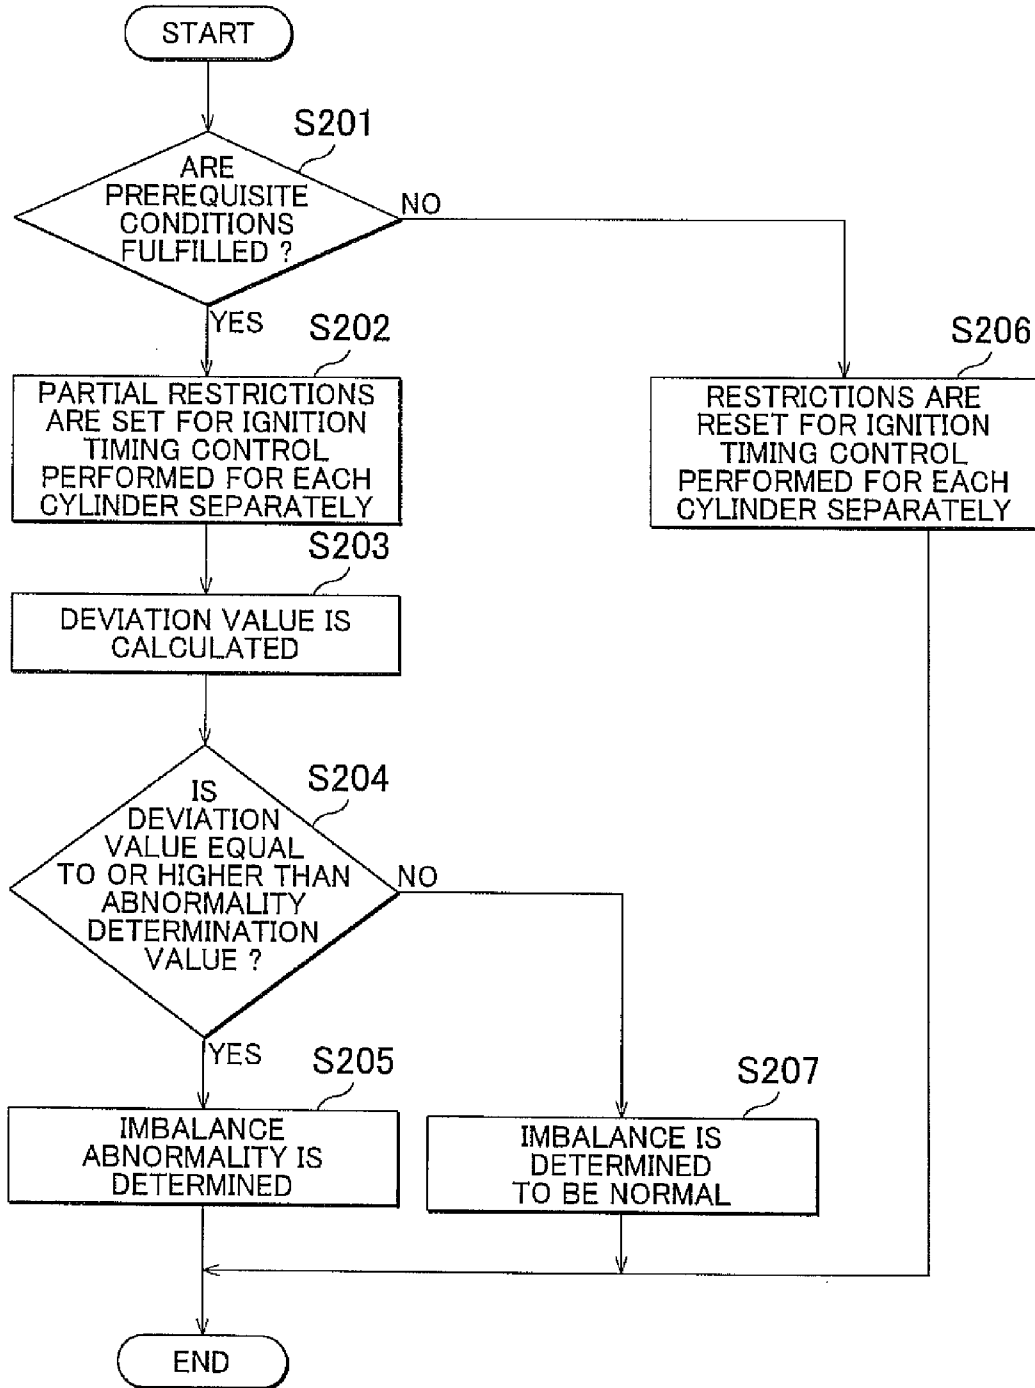 START
S201
ARE
PREREQUISITE
CONDITIONS
FULFILLED ?
NO
YES
S202
PARTIAL RESTRICTIONS
ARE SET FOR IGNITION
TIMING CONTROL
PERFORMED FOR EACH
CYLINDER SEPARATELY
S206
RESTRICTIONS ARE
RESET FOR IGNITION
TIMING CONTROL
PERFORMED FOR EACH
CYLINDER SEPARATELY
S203
DEVIATION VALUE IS
CALCULATED
S204
IS
DEVIATION
VALUE EQUAL
TO OR HIGHER THAN
ABNORMALITY
DETERMINATION
VALUE ?
NO
YES
S205
IMBALANCE
ABNORMALITY IS
DETERMINED
S207
IMBALANCE IS
DETERMINED
TO BE NORMAL
END